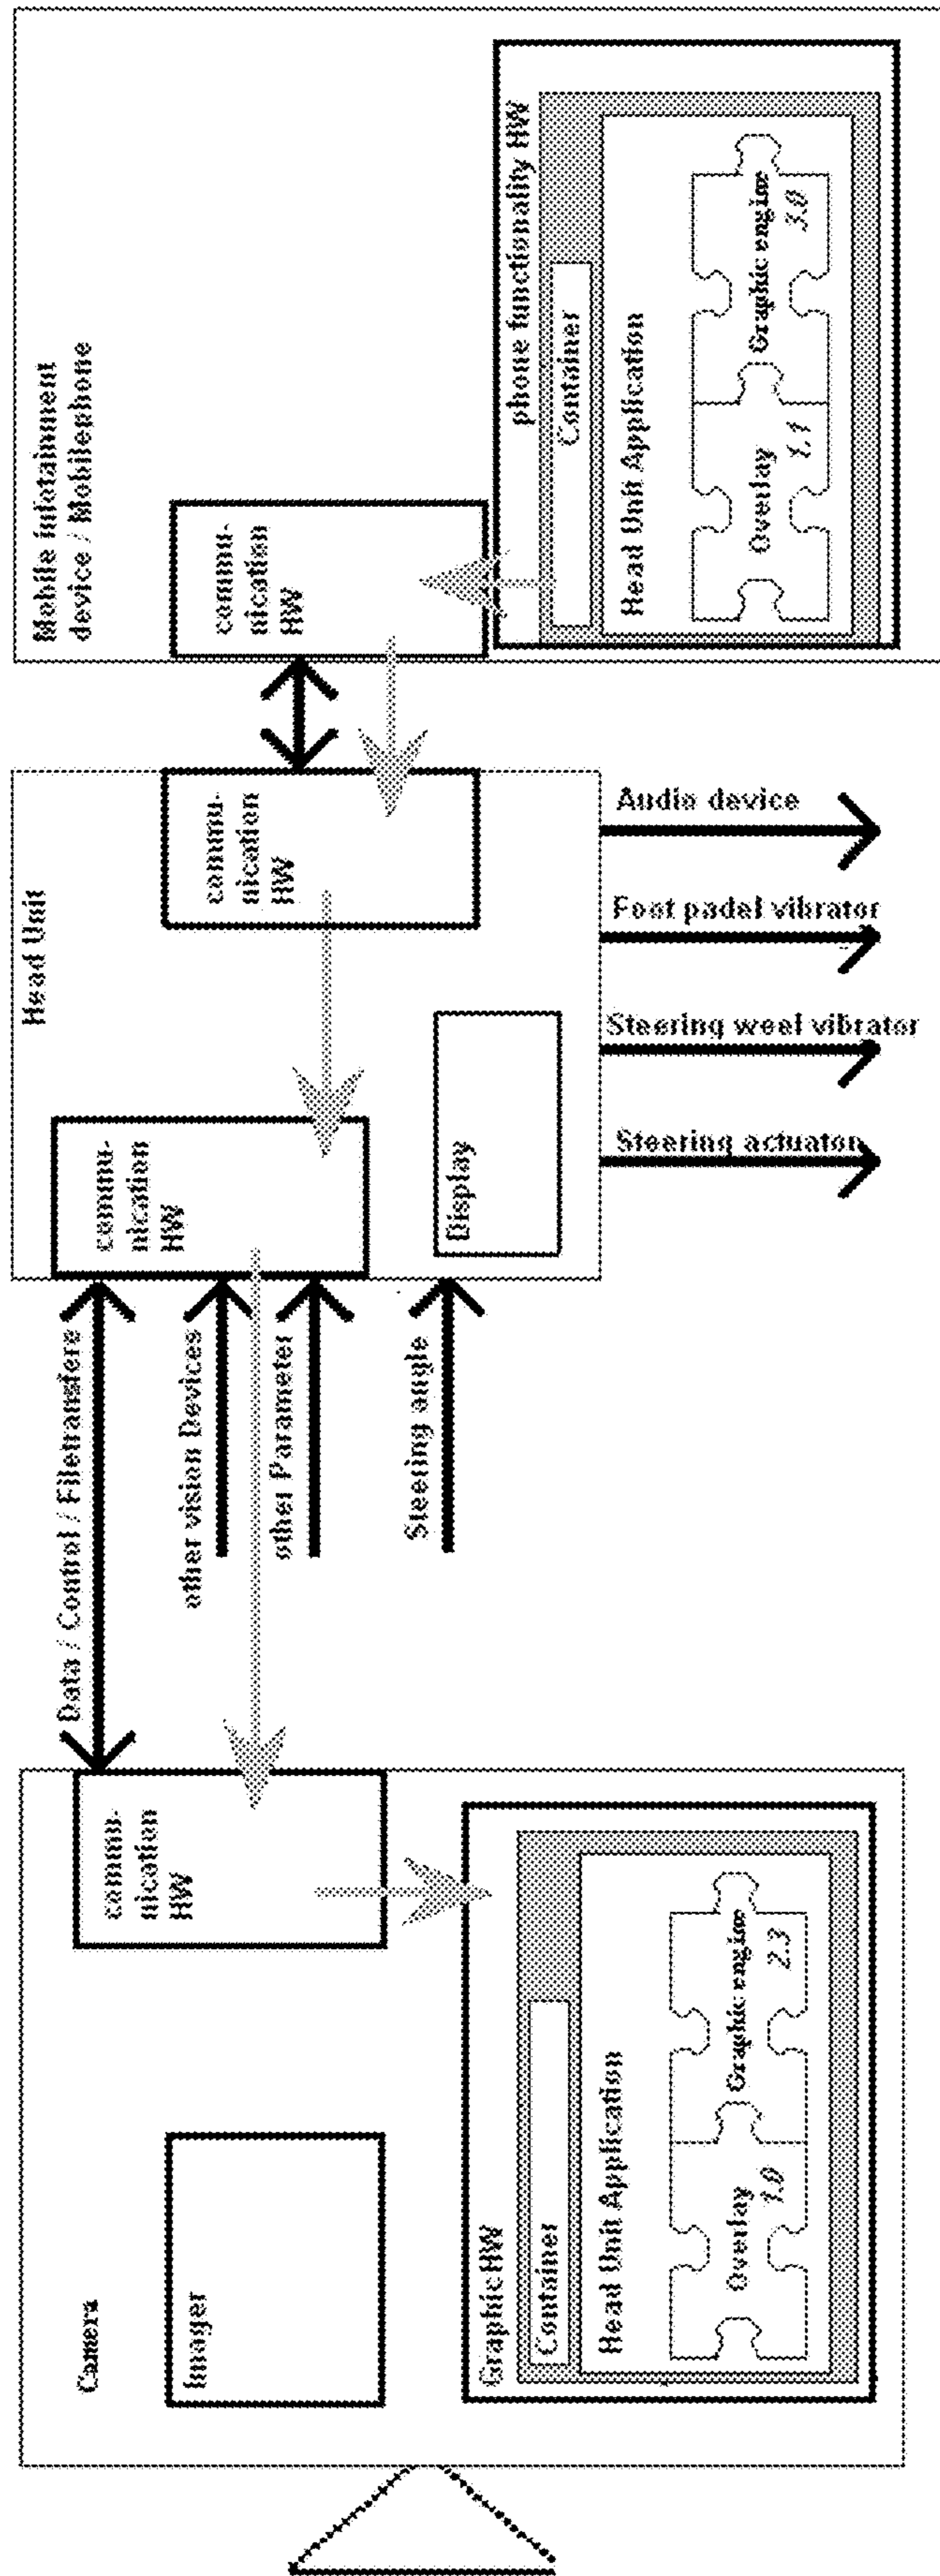 Camera
Imager
commu-
nication
HW
Graphic HW
Container
Head Unit Application
Overlay
1.0
Graphic engine
2.3
Data / Control / Filetransfere
other vision Devices
other Parameter
Steering angle
Head Unit
commu-
nication
HW
Display
commu-
nication
HW
Steering actuator
Steering weel vibrator
Foot padel vibrator
Audio device
Mobile infotainment
device / Mobilephone
commu-
nication
HW
phone functionality HW
Container
Head Unit Application
Overlay
1.1
Graphic engine
3.0